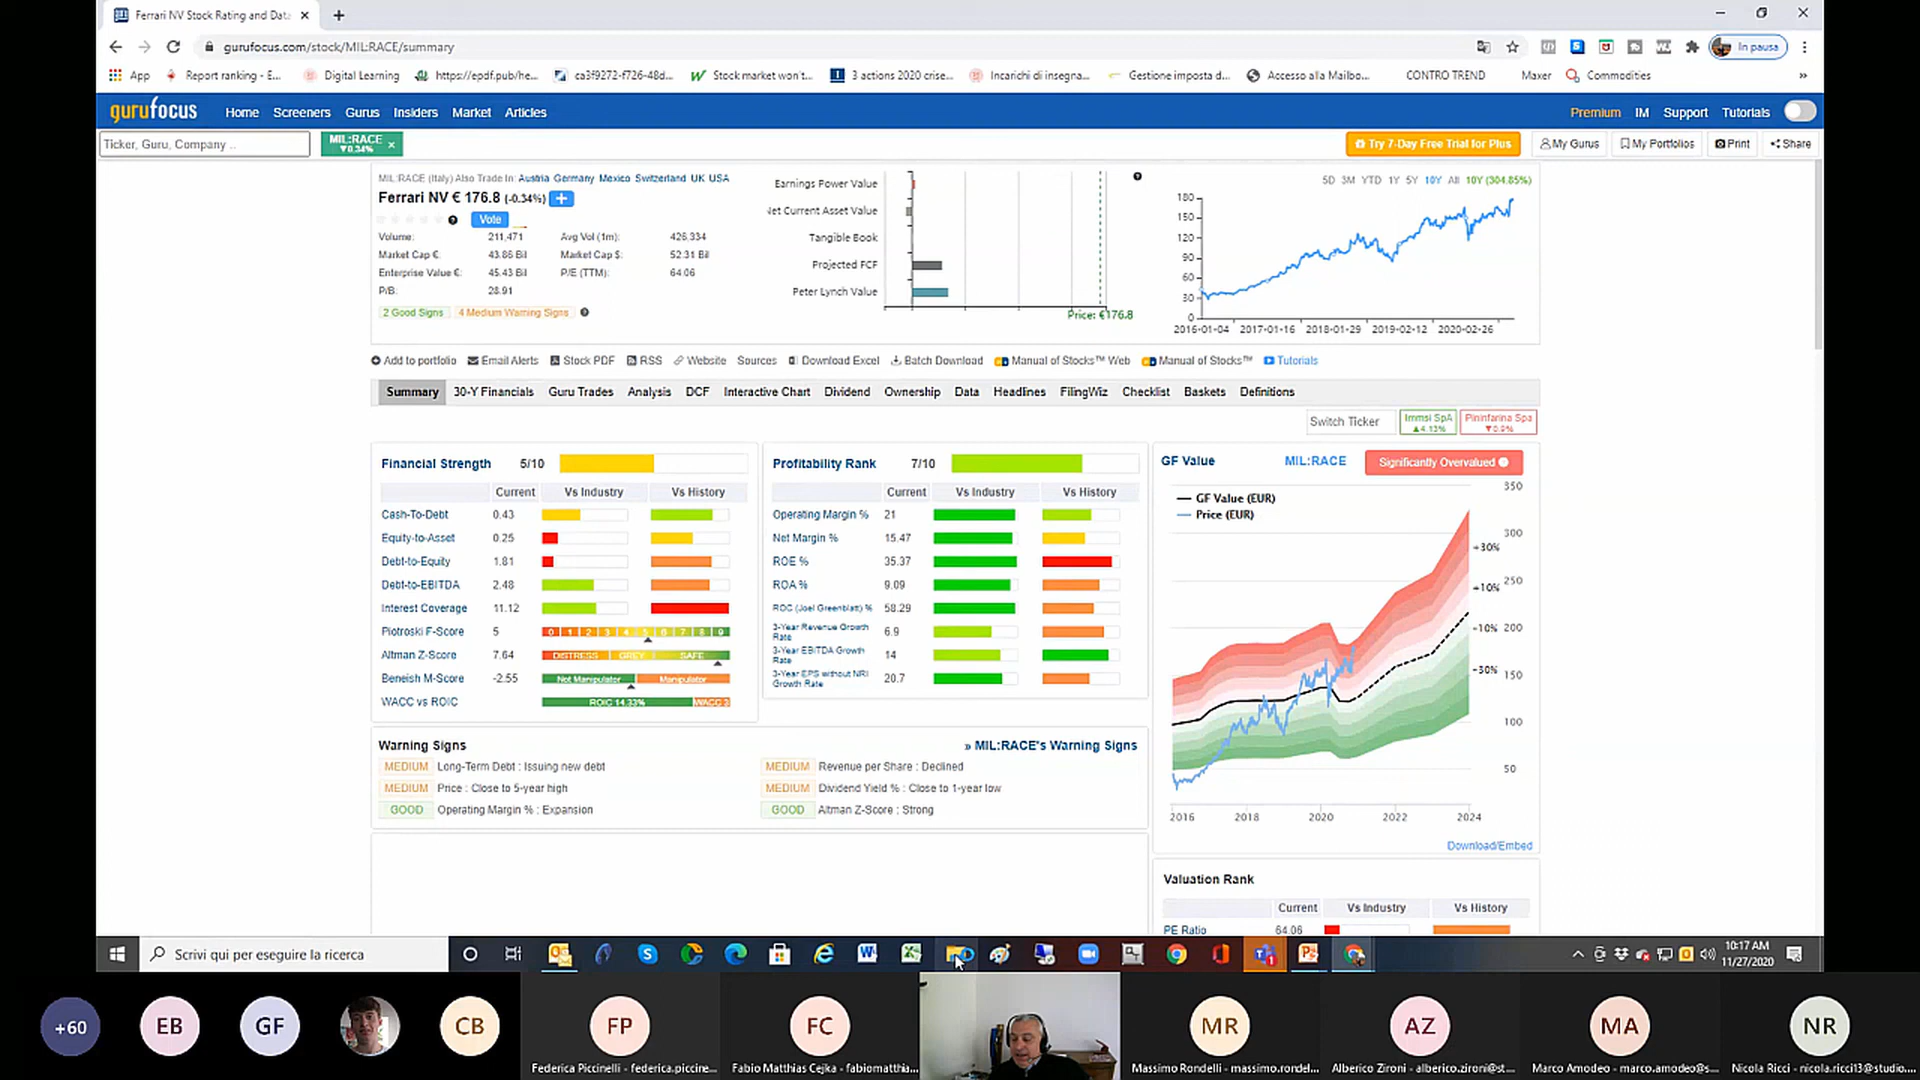 Ferrari NV Stock Rating and Data
gurufocus.com/stock/MIL:RACE/summary
In pausa
App
Report ranking - E...
Digital Learning
https://epdf.pub/he...
ca3f9272-f726-48d...
Stock market won't...
3 actions 2020 crise...
Incarichi di insegna...
Gestione imposta d...
Accesso alla Mailbo...
CONTRO TREND
Maxer
Commodities
gurufocus Home Screeners Gurus Insiders Market Articles
Premium IM Support Tutorials
Ticker, Guru, Company ..
MIL:RACE
▼0.34%
Try 7-Day Free Trial for Plus
My Gurus
My Portfolios
Print
Share
MIL:RACE (Italy) Also Trade In: Austria Germany Mexico Switzerland UK USA
Ferrari NV € 176.8 (-0.34%)
Vote
Volume: 211,471 Avg Vol (1m): 426,334
Market Cap €: 43.86 Bil Market Cap $: 52.31 Bil
Enterprise Value €: 45.43 Bil P/E (TTM): 64.06
P/B: 28.91
2 Good Signs 4 Medium Warning Signs
Earnings Power Value
Net Current Asset Value
Tangible Book
Projected FCF
Peter Lynch Value
Price: €176.8
5D 3M YTD 1Y 5Y 10Y All 10Y (304.85%)
180
150
120
90
60
30
0
2016-01-04 2017-01-16 2018-01-29 2019-02-12 2020-02-26
Add to portfolio Email Alerts Stock PDF RSS Website Sources Download Excel Batch Download Manual of Stocks™ Web Manual of Stocks™ Tutorials
Summary 30-Y Financials Guru Trades Analysis DCF Interactive Chart Dividend Ownership Data Headlines FilingWiz Checklist Baskets Definitions
Switch Ticker
Immsi SpA
▲4.13%
Pininfarina Spa
▼0.9%
Financial Strength 5/10
Current Vs Industry Vs History
Cash-To-Debt 0.43
Equity-to-Asset 0.25
Debt-to-Equity 1.81
Debt-to-EBITDA 2.48
Interest Coverage 11.12
Piotroski F-Score 5 0 1 2 3 4 5 6 7 8 9
Altman Z-Score 7.64 DISTRESS GREY SAFE
Beneish M-Score -2.55 Not Manipulator Manipulator
WACC vs ROIC ROIC 14.33%
Profitability Rank 7/10
Current Vs Industry Vs History
Operating Margin % 21
Net Margin % 15.47
ROE % 35.37
ROA % 9.09
ROC (Joel Greenblatt) % 58.29
3-Year Revenue Growth Rate 6.9
3-Year EBITDA Growth Rate 14
3-Year EPS without NRI Growth Rate 20.7
GF Value MIL:RACE Significantly Overvalued
GF Value (EUR)
Price (EUR)
350
300
250
200
150
100
50
+30%
+10%
-10%
-30%
2016 2018 2020 2022 2024
Download/Embed
Warning Signs » MIL:RACE's Warning Signs
MEDIUM Long-Term Debt : Issuing new debt
MEDIUM Revenue per Share : Declined
MEDIUM Price : Close to 5-year high
MEDIUM Dividend Yield % : Close to 1-year low
GOOD Operating Margin % : Expansion
GOOD Altman Z-Score : Strong
Valuation Rank
Current Vs Industry Vs History
PE Ratio 64.06
Scrivi qui per eseguire la ricerca
10:17 AM
11/27/2020
+60
EB
GF
CB
FP
FC
MR
AZ
MA
NR
Federica Piccinelli - federica.piccine...
Fabio Matthias Cejka - fabiomatthia...
Massimo Rondelli - massimo.rondel...
Alberico Zironi - alberico.zironi@st...
Marco Amodeo - marco.amodeo@s...
Nicola Ricci - nicola.ricci13@studio....